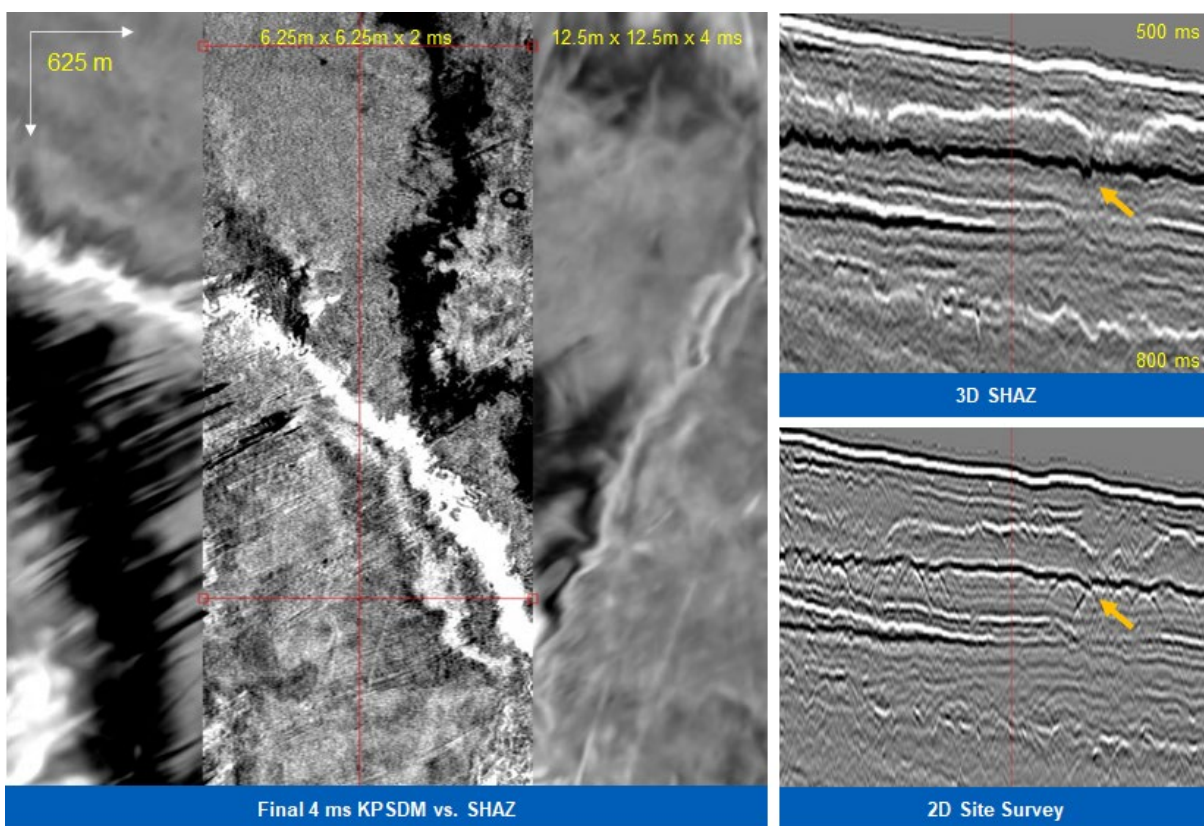 625 m
6.25m x 6.25m x 2 ms
12.5m x 12.5m x 4 ms
Final 4 ms KPSDM vs. SHAZ
500 ms
800 ms
3D SHAZ
2D Site Survey